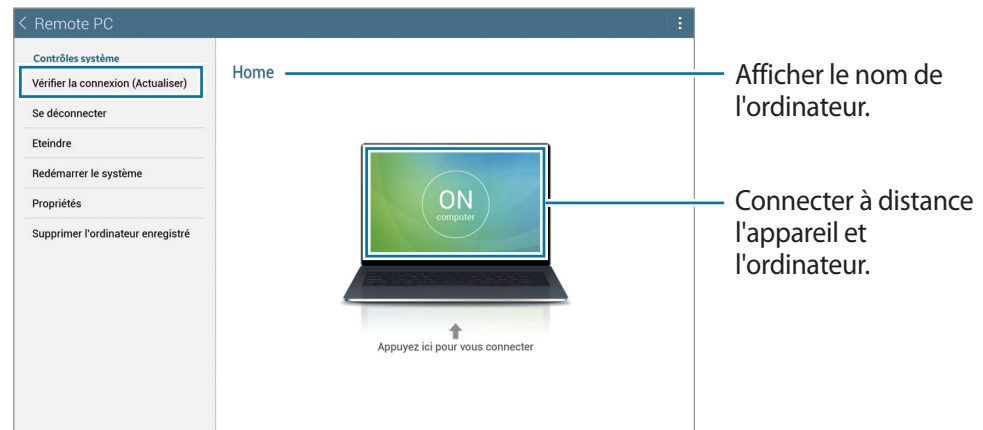 Remote PC
Contrôles système
Vérifier la connexion (Actualiser)
Se déconnecter
Eteindre
Redémarrer le système
Propriétés
Supprimer l'ordinateur enregistré
Home
ON
computer
Appuyez ici pour vous connecter
Afficher le nom de
l'ordinateur.
Connecter à distance
l'appareil et
l'ordinateur.